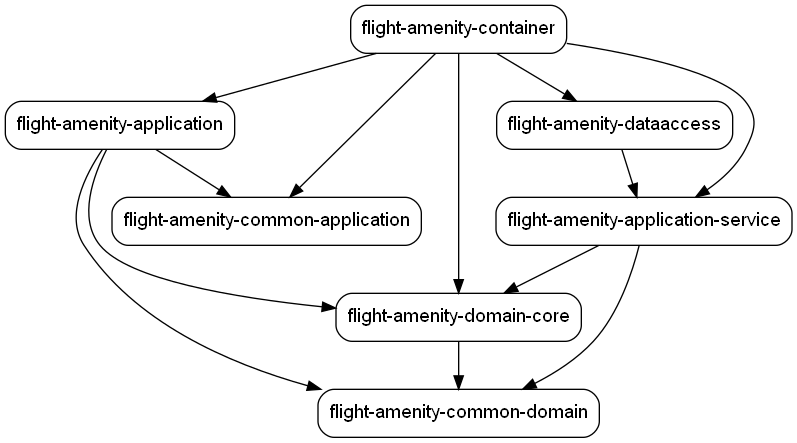 flight-amenity-container
flight-amenity-application
flight-amenity-dataaccess
flight-amenity-common-application
flight-amenity-application-service
flight-amenity-domain-core
flight-amenity-common-domain